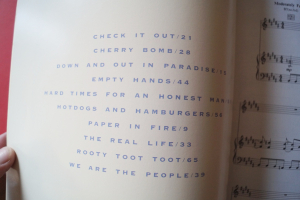 CHECK IT OUT/21
CHERRY BOMB/26
DOWN AND OUT IN PARADISE/
EMPTY HANDS/44
HARD TIMES FOR AN HONEST MAN/
HOTDOGS AND HAMBURGERS/
PAPER IN FIRE/9
THE REAL LIFE/33
ROOTY TOOT TOOT/65
WE ARE THE PEOPLE/39